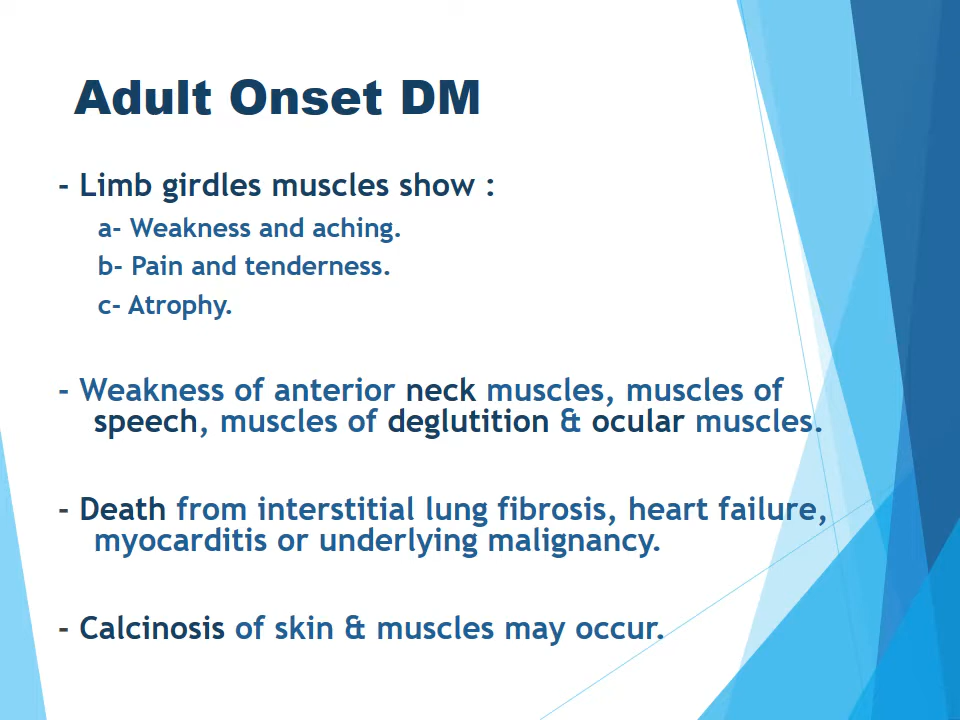 Adult Onset DM
- Limb girdles muscles show :
a- Weakness and aching.
b- Pain and tenderness.
c- Atrophy.
- Weakness of anterior neck muscles, muscles of
speech, muscles of deglutition & ocular muscles.
- Death from interstitial lung fibrosis, heart failure,
myocarditis or underlying malignancy.
- Calcinosis of skin & muscles may occur.